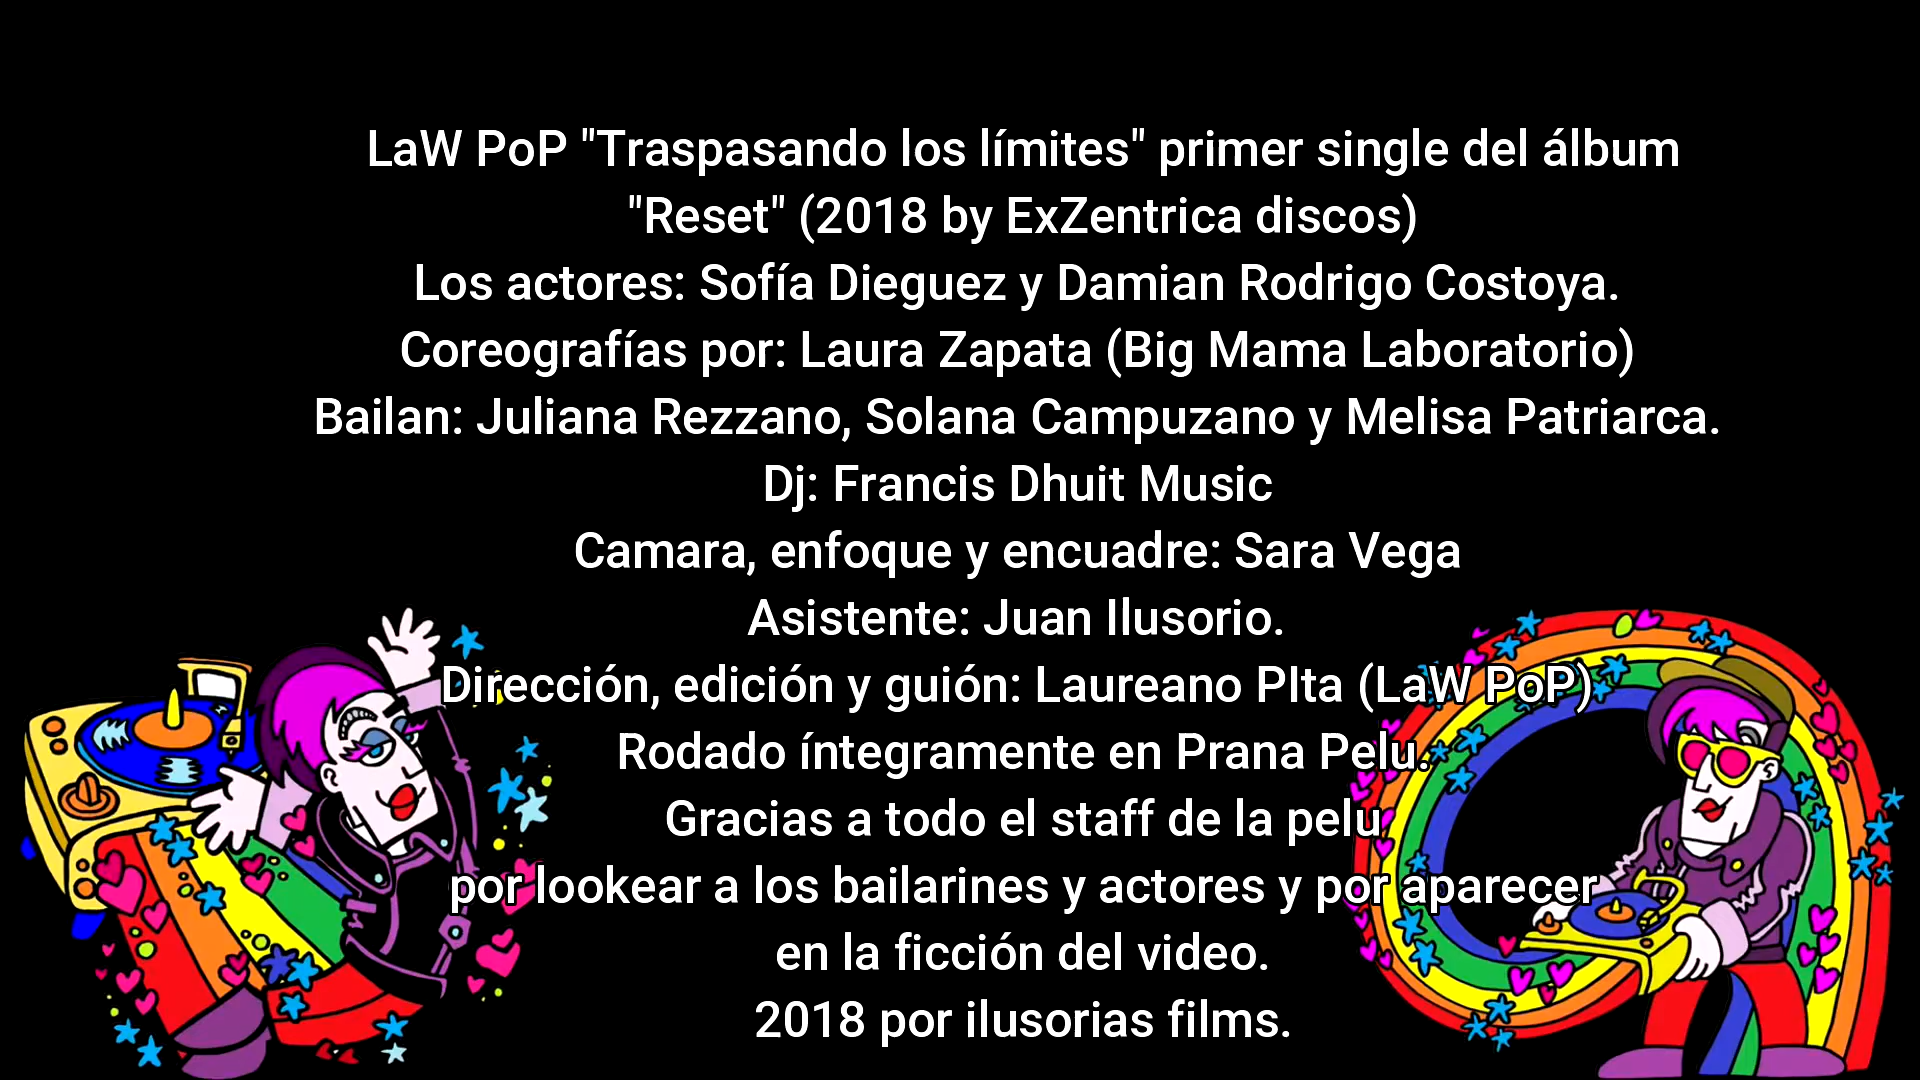 LaW PoP "Traspasando los límites" primer single del álbum
"Reset" (2018 by ExZentrica discos)
Los actores: Sofía Dieguez y Damian Rodrigo Costoya.
Coreografías por: Laura Zapata (Big Mama Laboratorio)
Bailan: Juliana Rezzano, Solana Campuzano y Melisa Patriarca.
Dj: Francis Dhuit Music
Camara, enfoque y encuadre: Sara Vega
Asistente: Juan Ilusorio.
Dirección, edición y guión: Laureano PIta (LaW PoP)
Rodado íntegramente en Prana Pelu.
Gracias a todo el staff de la pelu
por lookear a los bailarines y actores y por aparecer
en la ficción del video.
2018 por ilusorias films.